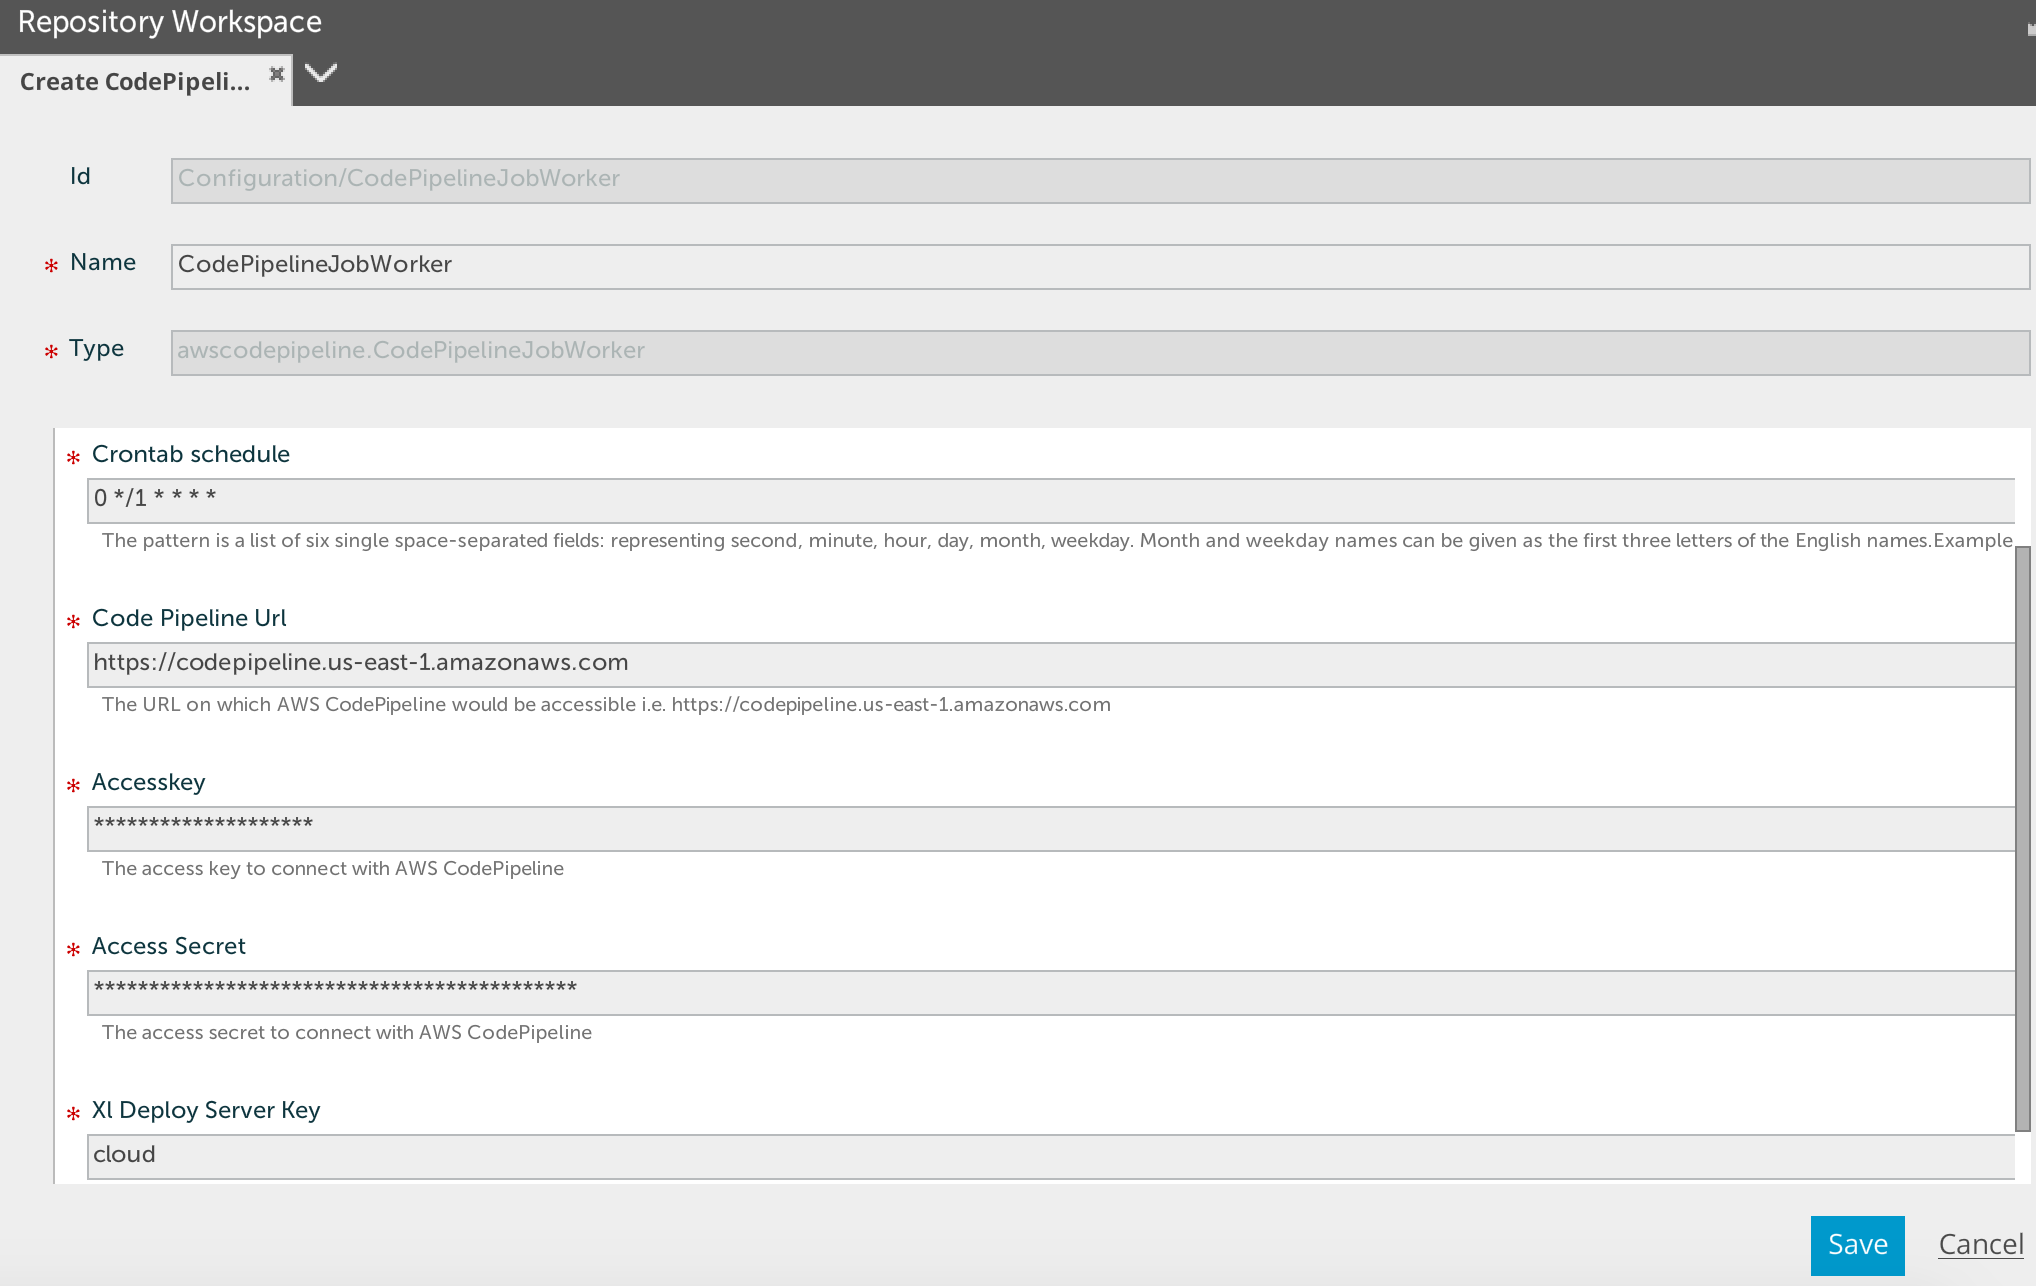 Repository Workspace
Create CodePipeli...
Id
Configuration/CodePipelineJobWorker
* Name
CodePipelineJobWorker
* Type
awscodepipeline.CodePipelineJobWorker
* Crontab schedule
0 */1 * * * *
The pattern is a list of six single space-separated fields: representing second, minute, hour, day, month, weekday. Month and weekday names can be given as the first three letters of the English names.Example
* Code Pipeline Url
https://codepipeline.us-east-1.amazonaws.com
The URL on which AWS CodePipeline would be accessible i.e. https://codepipeline.us-east-1.amazonaws.com
* Accesskey
********************
The access key to connect with AWS CodePipeline
* Access Secret
********************************************
The access secret to connect with AWS CodePipeline
* Xl Deploy Server Key
cloud
Save
Cancel